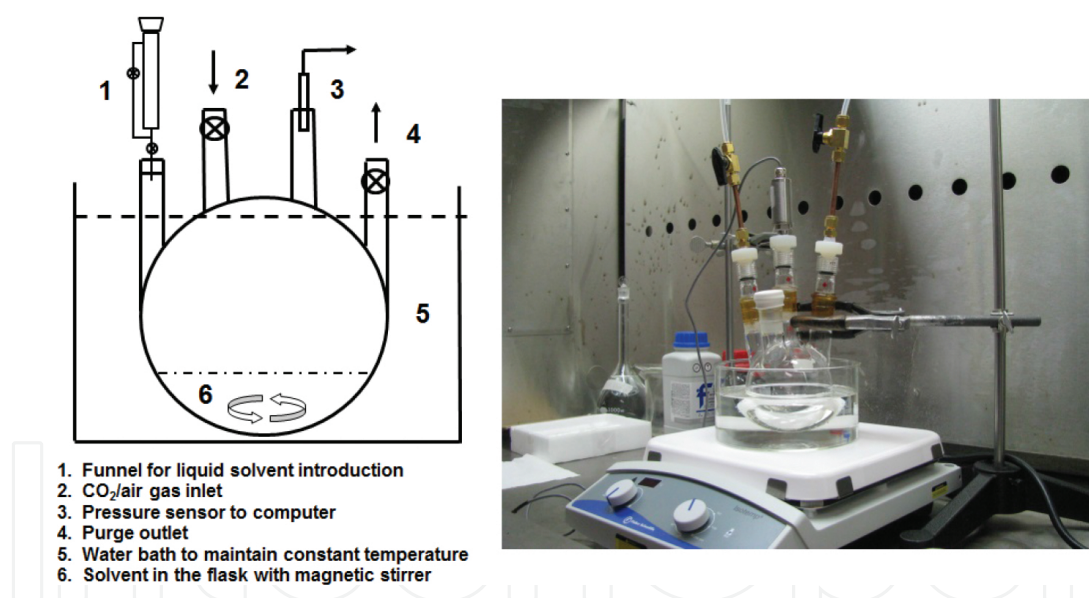 1
2
3
4
5
6
1. Funnel for liquid solvent introduction
2. CO₂/air gas inlet
3. Pressure sensor to computer
4. Purge outlet
5. Water bath to maintain constant temperature
6. Solvent in the flask with magnetic stirrer